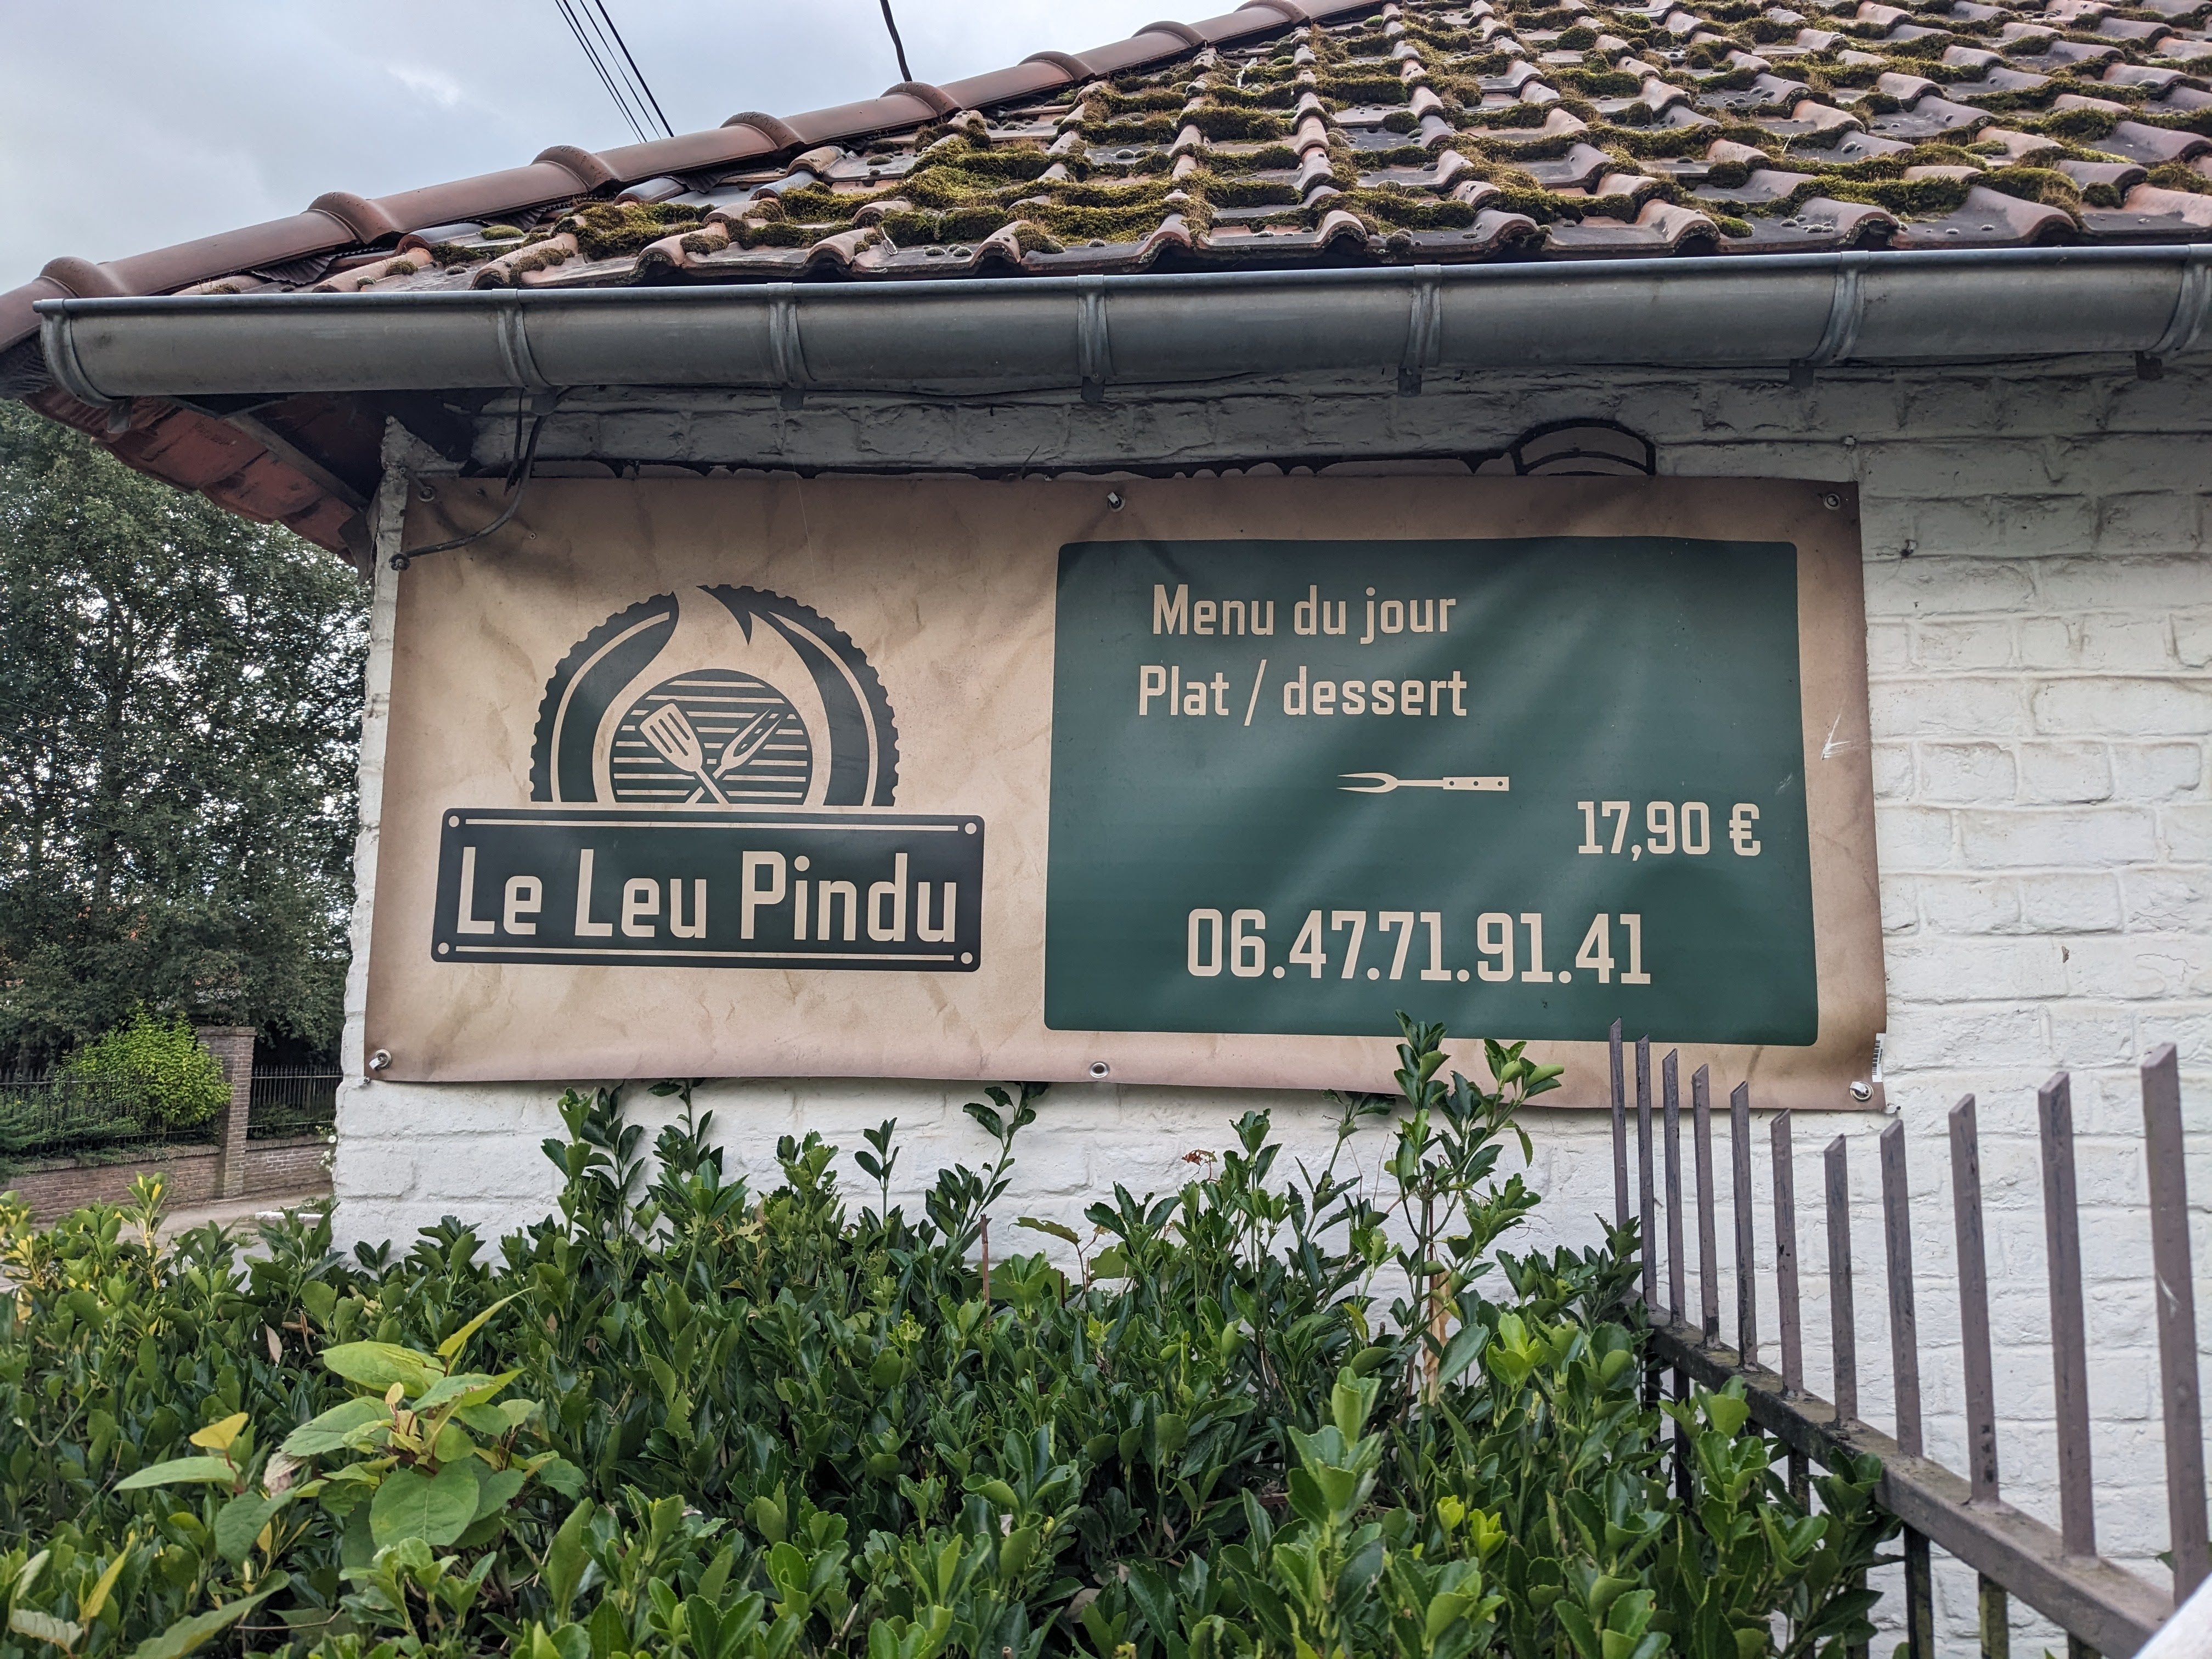 Le Leu Pindu
Menu du jour
Plat / dessert
17,90 €
06.47.71.91.41